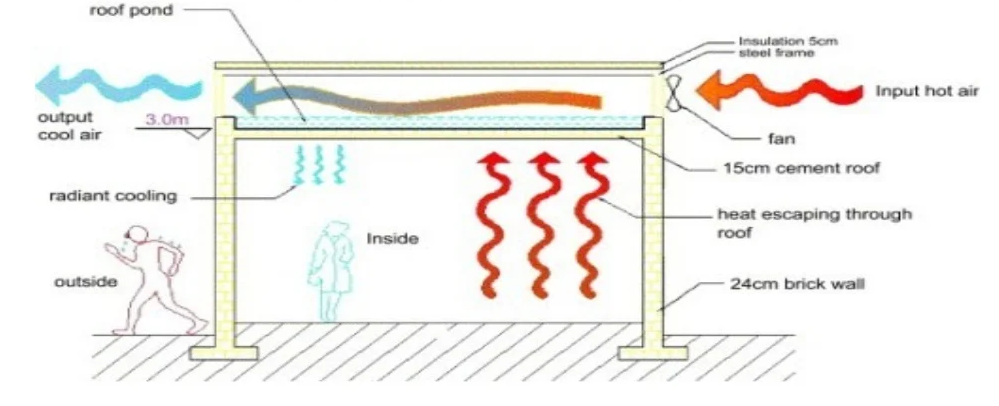 roof pond
Insulation 5cm
steel frame
Input hot air
output
cool air
3.0m
fan
15cm cement roof
radiant cooling
heat escaping through
roof
Inside
outside
24cm brick wall